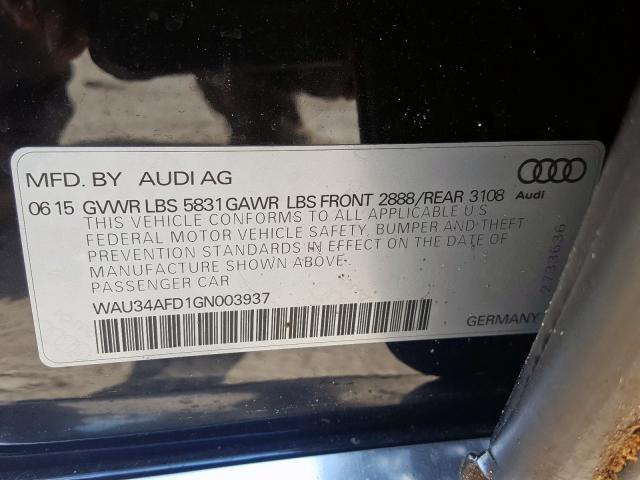 MFD. BY AUDI AG
06 15 GVWR LBS 5831 GAWR LBS FRONT 2888/REAR 3108
Audi
THIS VEHICLE CONFORMS TO ALL APPLICABLE U S
FEDERAL MOTOR VEHICLE SAFETY, BUMPER AND THEFT
PREVENTION STANDARDS IN EFFECT ON THE DATE OF
MANUFACTURE SHOWN ABOVE.
PASSENGER CAR
WAU34AFD1GN003937
GERMANY
2733636